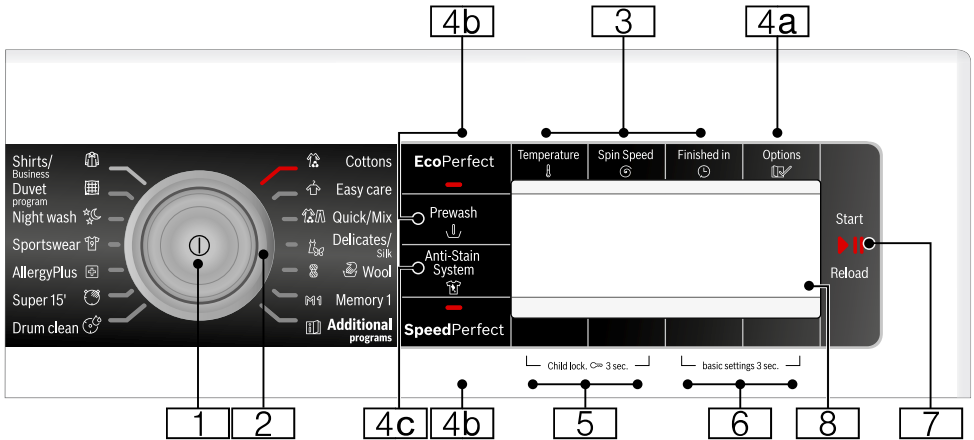 4b
3
4a
Shirts/
Business
Duvet
program
Night wash
Sportswear
AllergyPlus
Super 15'
Drum clean
Cottons
Easy care
Quick/Mix
Delicates/
Silk
Wool
M1 Memory 1
Additional
programs
EcoPerfect
Prewash
Anti-Stain
System
SpeedPerfect
Temperature
Spin Speed
Finished in
Options
Start
Reload
Child lock. 3 sec.
basic settings 3 sec.
1
2
4c
4b
5
6
8
7